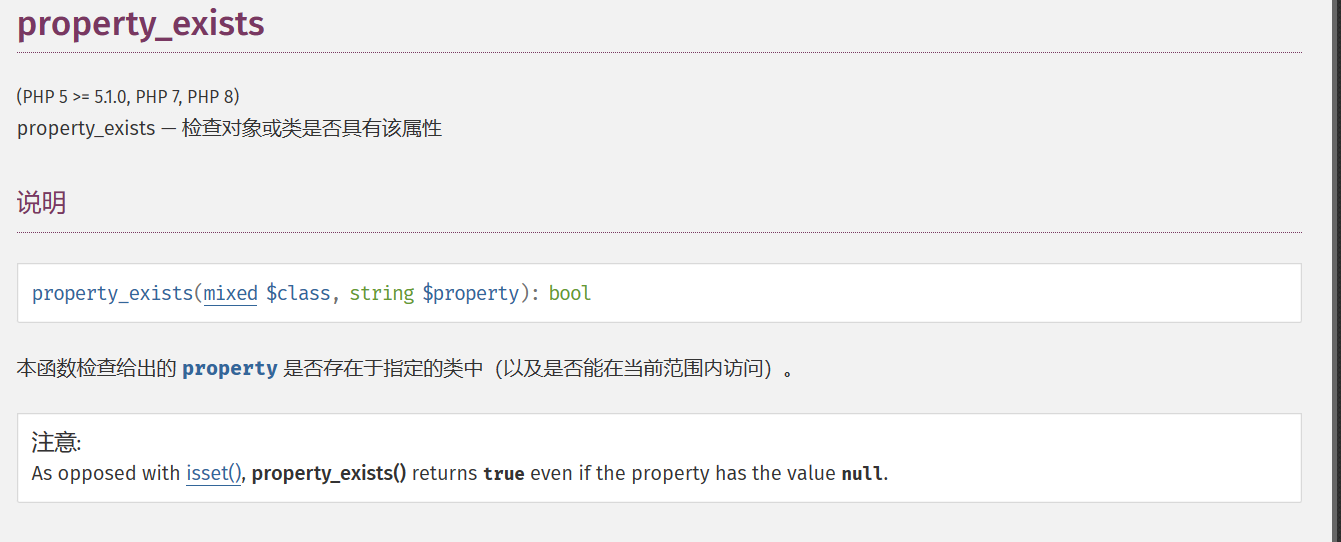 property_exists
(PHP 5 >= 5.1.0, PHP 7, PHP 8)
property_exists — 检查对象或类是否具有该属性
说明
property_exists(mixed $class, string $property): bool
本函数检查给出的 property 是否存在于指定的类中（以及是否能在当前范围内访问）。
注意:
As opposed with isset(), property_exists() returns true even if the property has the value null.